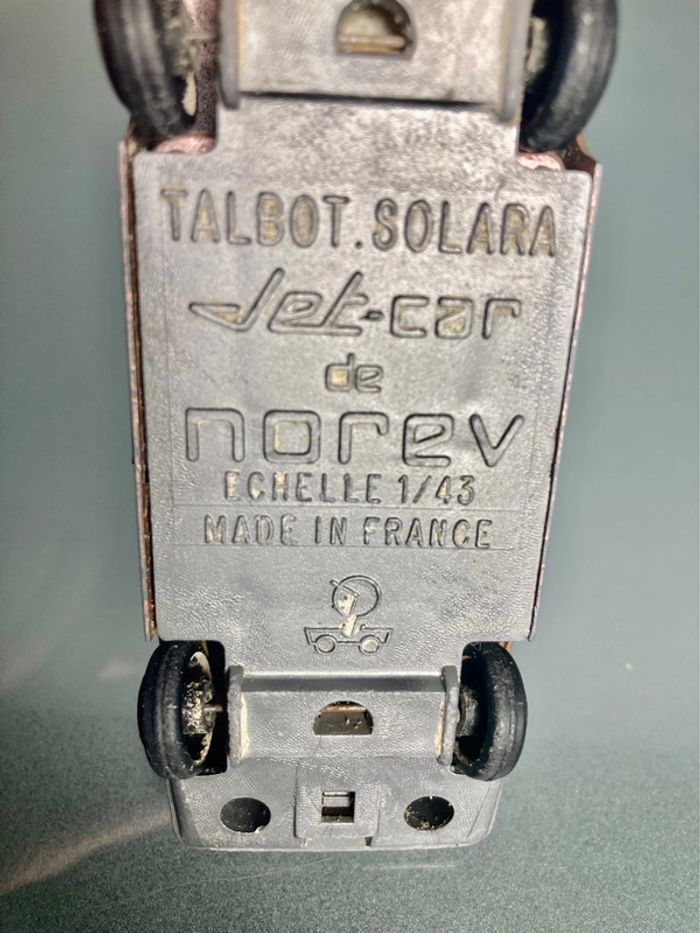 TALBOT.SOLARA
Jet-car
de
norev
ECHELLE 1/43
MADE IN FRANCE